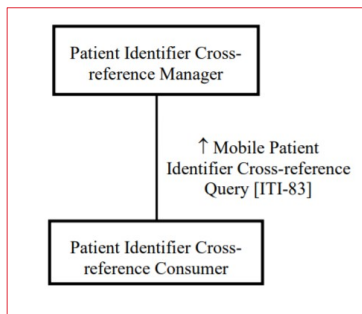 Patient Identifier Cross-
reference Manager
↑ Mobile Patient
Identifier Cross-reference
Query [ITI-83]
Patient Identifier Cross-
reference Consumer